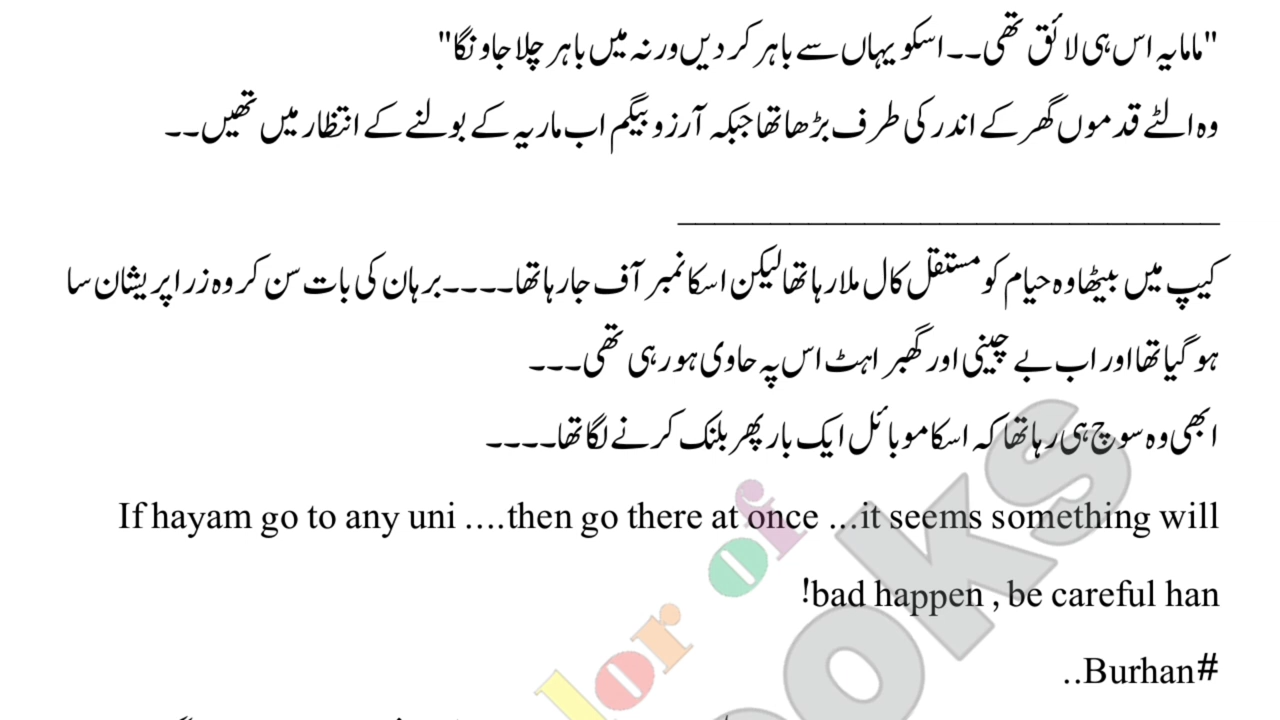 "ماما یہ اس ہی لائق تھی۔۔اسکو یہاں سے باہر کر دیں ورنہ میں باہر چلا جاونگا"
وہ الٹے قدموں گھر کے اندر کی طرف بڑھا تھا جبکہ آرزو بیگم اب ماریہ کے بولنے کے انتظار میں تھیں۔۔
______________________________
کیپ میں بیٹھا وہ حیام کو مستقل کال ملا رہا تھا لیکن اسکا نمبر آف جا رہا تھا۔۔۔۔برہان کی بات سن کر وہ زرا پریشان سا
ہو گیا تھا اور اب بے چینی اور گھبراہٹ اس پہ حاوی ہو رہی تھی۔۔۔
ابھی وہ سوچ ہی رہا تھا کہ اسکا موبائل ایک بار پھر بلنک کرنے لگا تھا۔۔۔۔
If hayam go to any uni ....then go there at once ...it seems something will
!bad happen , be careful han
..Burhan#
lor of
ooks